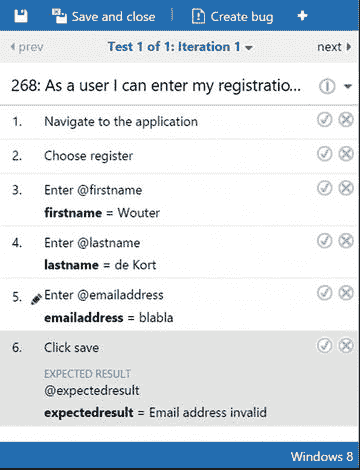 Save and close Create bug
prev Test 1 of 1: Iteration 1 next
268: As a user I can enter my registratio...
1. Navigate to the application
2. Choose register
3. Enter @firstname
firstname = Wouter
4. Enter @lastname
lastname = de Kort
5. Enter @emailaddress
emailaddress = blabla
6. Click save
EXPECTED RESULT
@expectedresult
expectedresult = Email address invalid
Windows 8